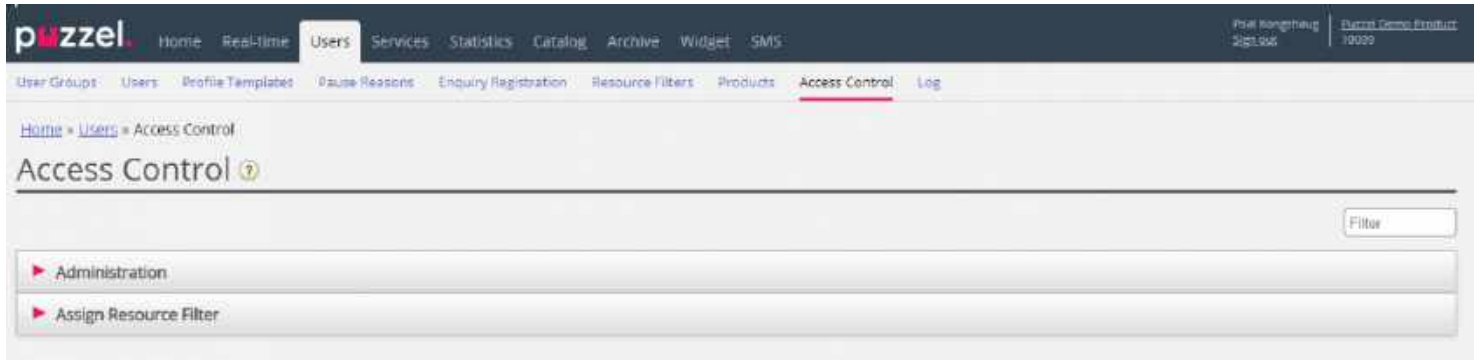 puzzel.
Home Real-time Users Services Statistics Catalog Archive Widget SMS
Sign out
Puzzel Demo Product
User Groups Users Profile Templates Pause Reasons Enquiry Registration Resource Filters Products Access Control Log
Home » Users » Access Control
Access Control ?
Filter
Administration
Assign Resource Filter